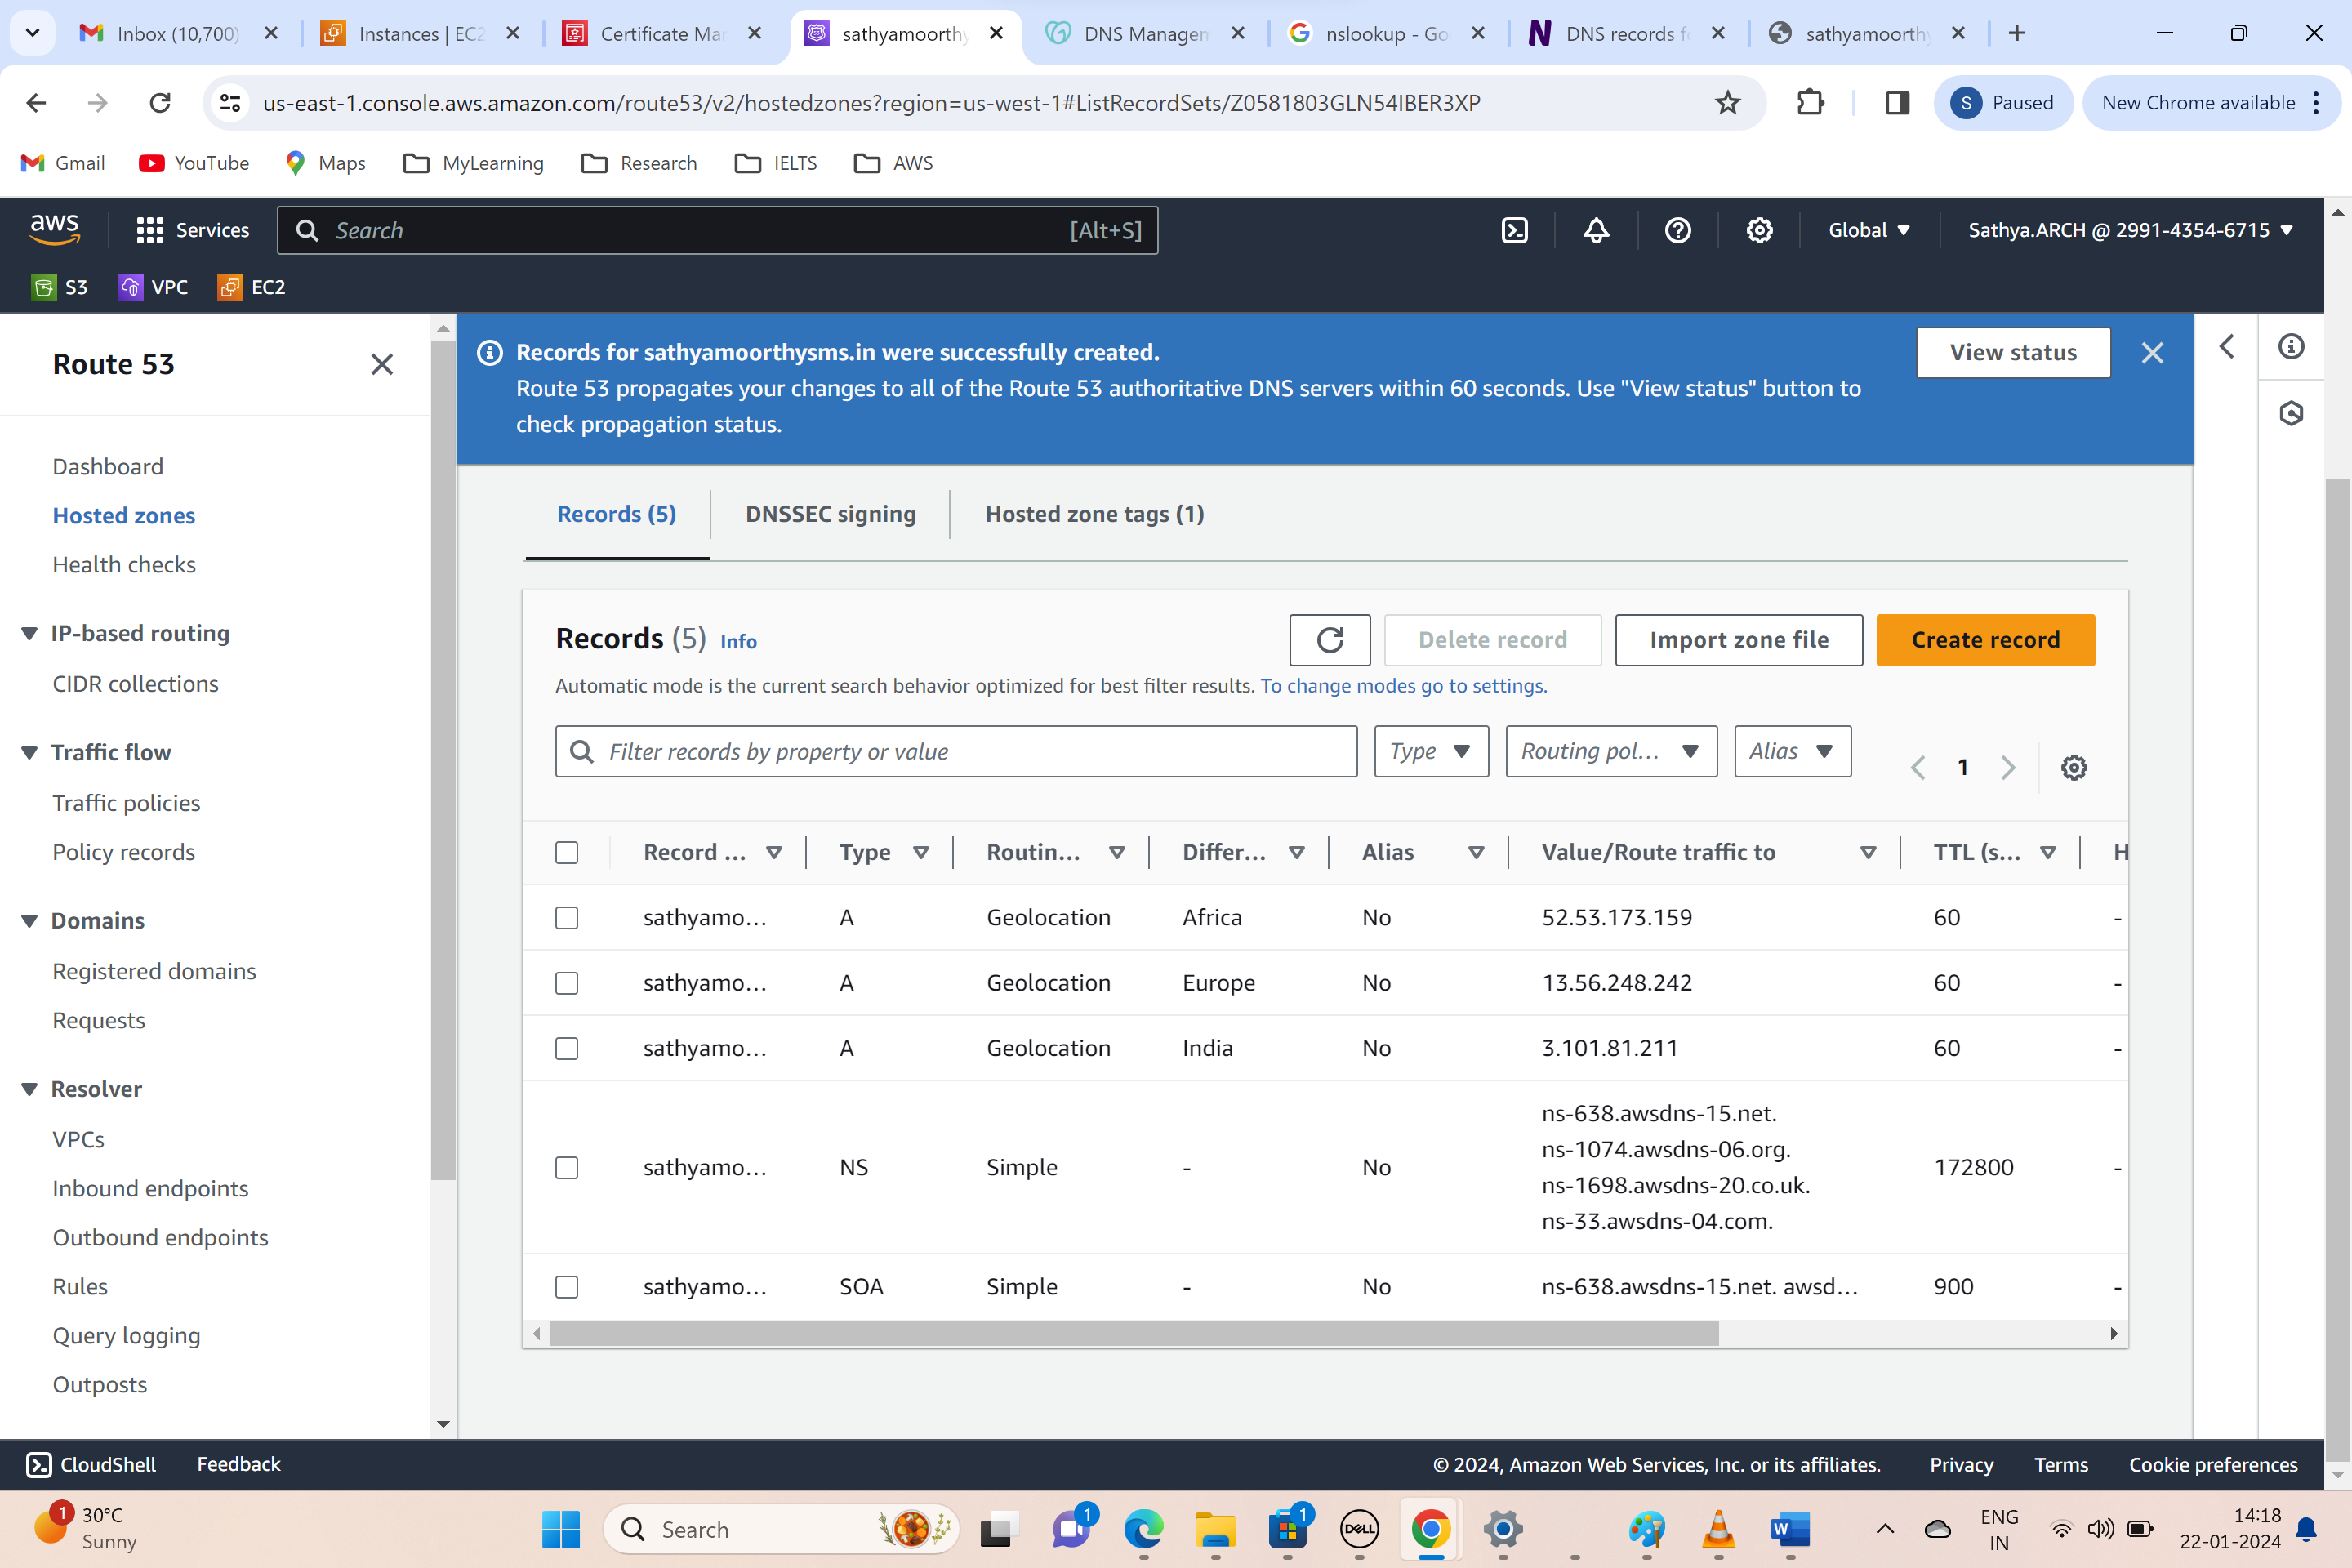 Inbox (10,700)
Instances | EC2
Certificate Mar
sathyamoorthy
DNS Managem
nslookup - Go
DNS records f
sathyamoorthy
us-east-1.console.aws.amazon.com/route53/v2/hostedzones?region=us-west-1#ListRecordSets/Z0581803GLN54IBER3XP
S Paused
New Chrome available
Gmail
YouTube
Maps
MyLearning
Research
IELTS
AWS
aws
Services
Search
[Alt+S]
Global
Sathya.ARCH @ 2991-4354-6715
S3
VPC
EC2
Route 53
Dashboard
Hosted zones
Health checks
IP-based routing
CIDR collections
Traffic flow
Traffic policies
Policy records
Domains
Registered domains
Requests
Resolver
VPCs
Inbound endpoints
Outbound endpoints
Rules
Query logging
Outposts
Records for sathyamoorthysms.in were successfully created.
Route 53 propagates your changes to all of the Route 53 authoritative DNS servers within 60 seconds. Use "View status" button to
check propagation status.
View status
Records (5)
DNSSEC signing
Hosted zone tags (1)
Records (5) Info
Delete record
Import zone file
Create record
Automatic mode is the current search behavior optimized for best filter results. To change modes go to settings.
Filter records by property or value
Type
Routing pol...
Alias
1
Record ... Type Routin... Differ... Alias Value/Route traffic to TTL (s... H
sathyamo... A Geolocation Africa No 52.53.173.159 60 -
sathyamo... A Geolocation Europe No 13.56.248.242 60 -
sathyamo... A Geolocation India No 3.101.81.211 60 -
ns-638.awsdns-15.net.
ns-1074.awsdns-06.org.
sathyamo... NS Simple - No 172800 -
ns-1698.awsdns-20.co.uk.
ns-33.awsdns-04.com.
sathyamo... SOA Simple - No ns-638.awsdns-15.net. awsd... 900 -
CloudShell
Feedback
© 2024, Amazon Web Services, Inc. or its affiliates.
Privacy
Terms
Cookie preferences
1
30°C
Sunny
Search
1
1
DELL
W
ENG
IN
14:18
22-01-2024